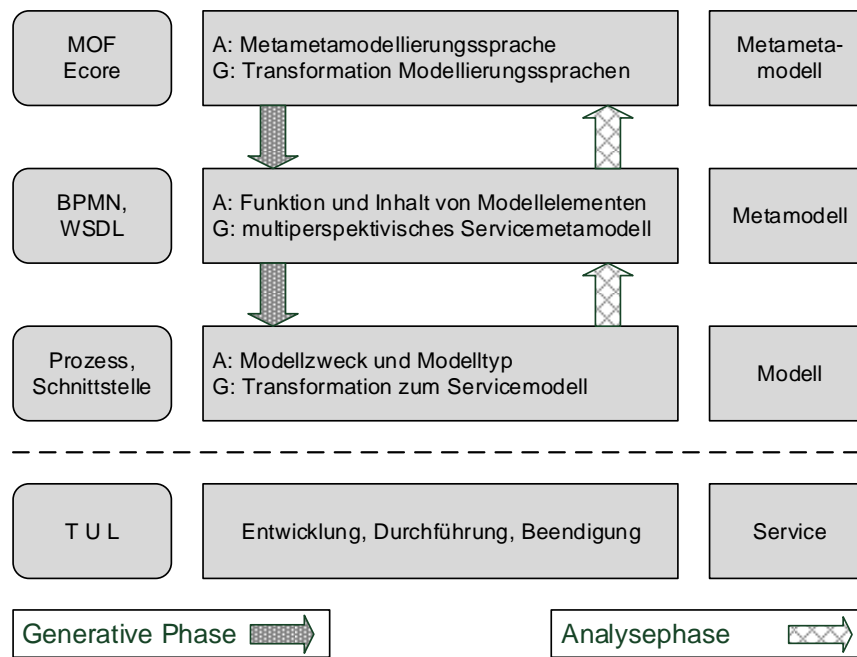 MOF
Ecore
A: Metametamodellierungssprache
G: Transformation Modellierungssprachen
Metameta-
modell
BPMN,
WSDL
A: Funktion und Inhalt von Modellelementen
G: multiperspektivisches Servicemetamodell
Metamodell
Prozess,
Schnittstelle
A: Modellzweck und Modelltyp
G: Transformation zum Servicemodell
Modell
T U L
Entwicklung, Durchführung, Beendigung
Service
Generative Phase
Analysephase